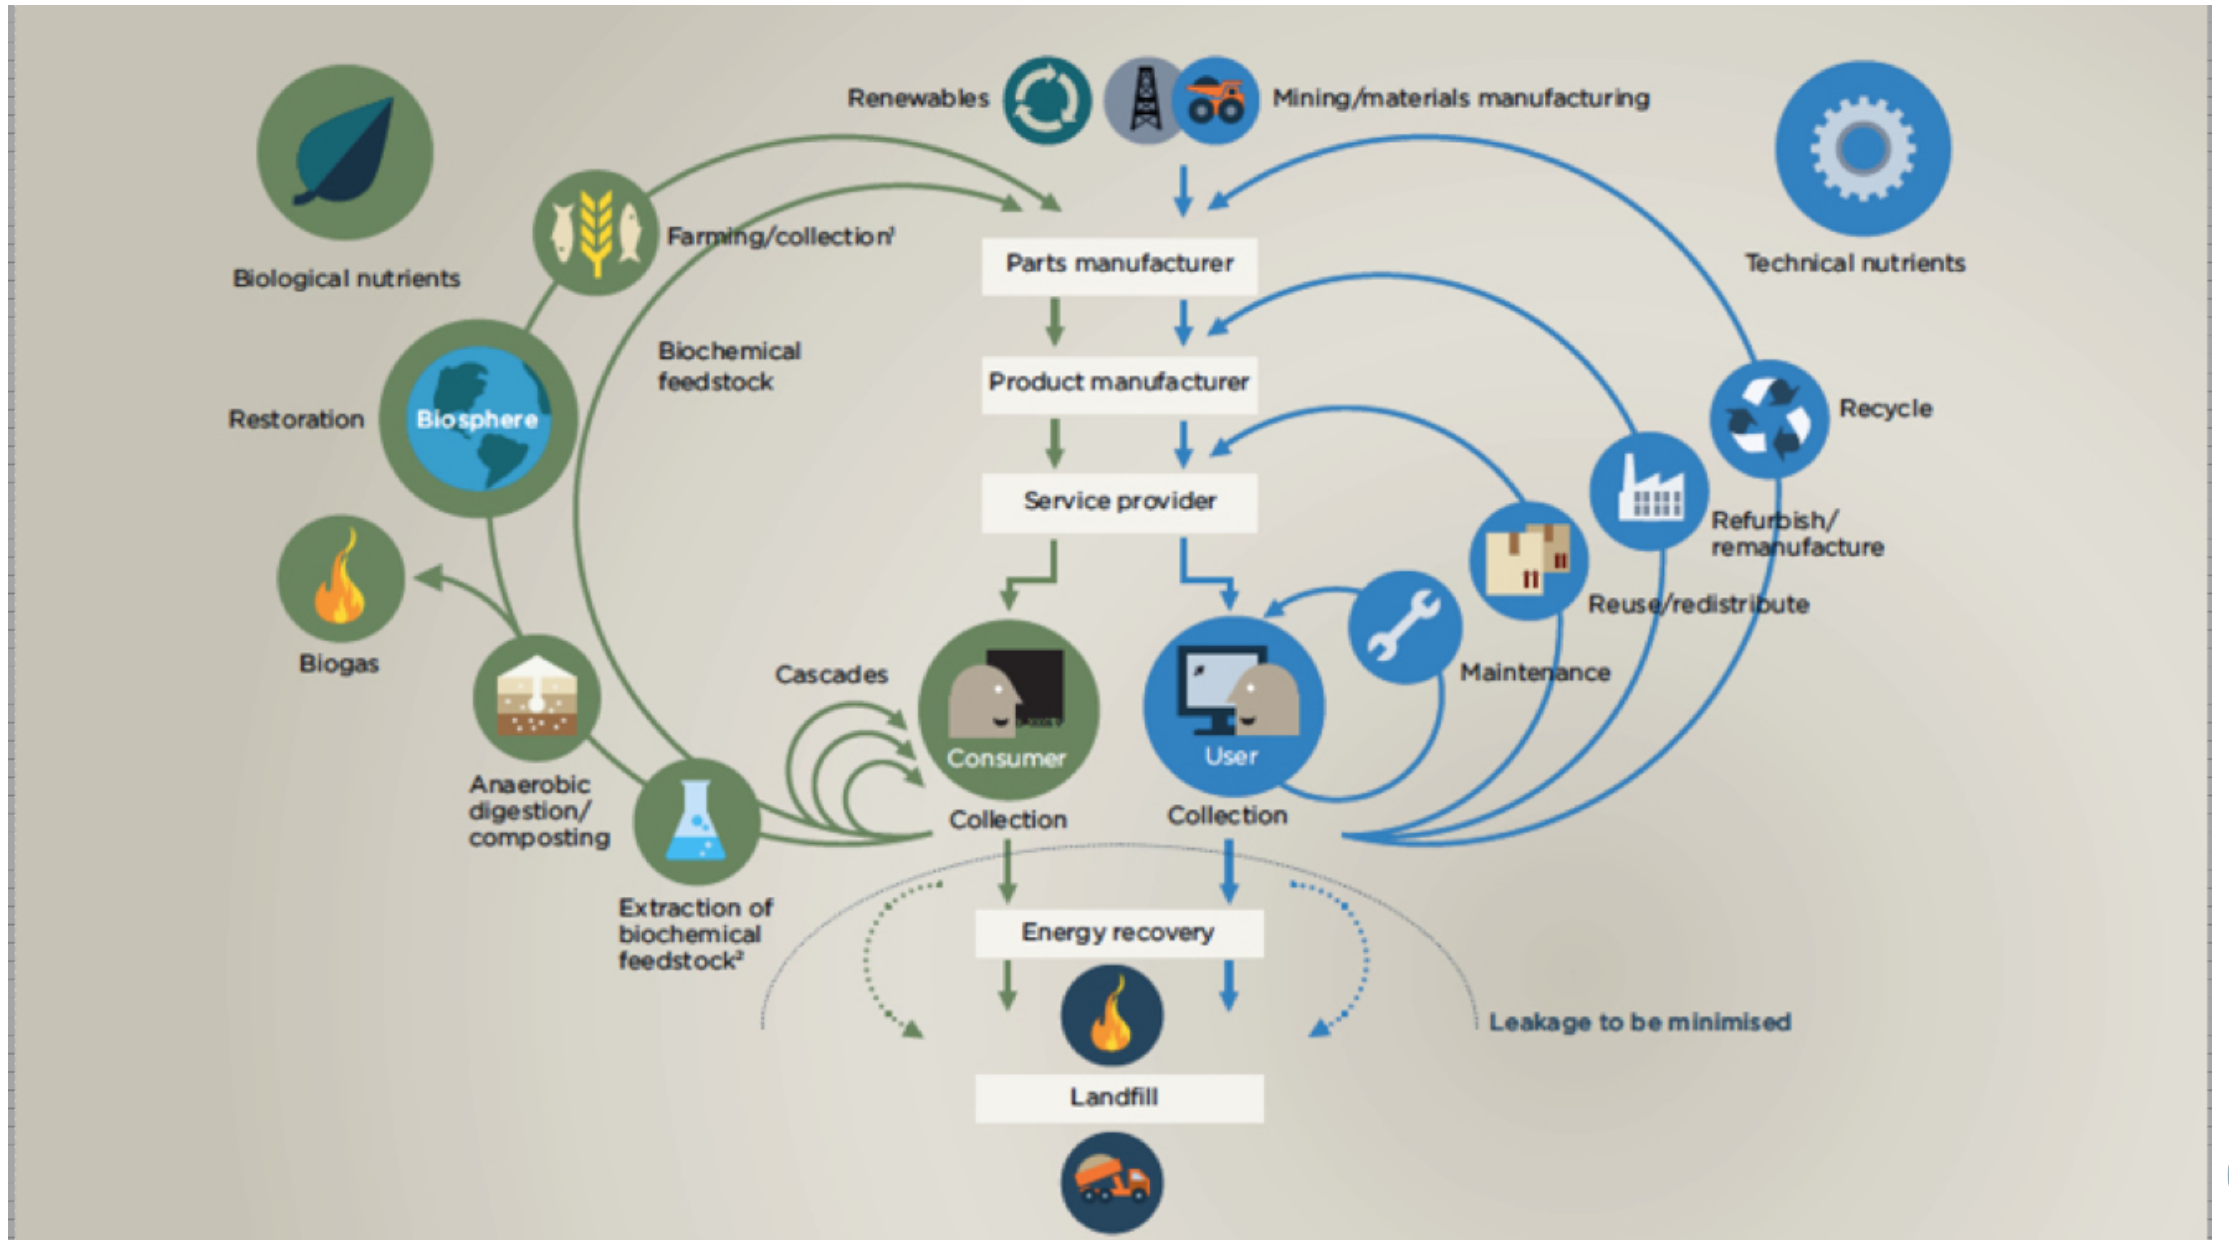 Renewables
Mining/materials manufacturing
Biological nutrients
Technical nutrients
Farming/collection¹
Parts manufacturer
Biochemical
feedstock
Product manufacturer
Restoration
Biosphere
Recycle
Service provider
Refurbish/
remanufacture
Reuse/redistribute
Biogas
Cascades
Maintenance
Consumer
User
Anaerobic
digestion/
composting
Collection
Collection
Extraction of
biochemical
feedstock²
Energy recovery
Leakage to be minimised
Landfill